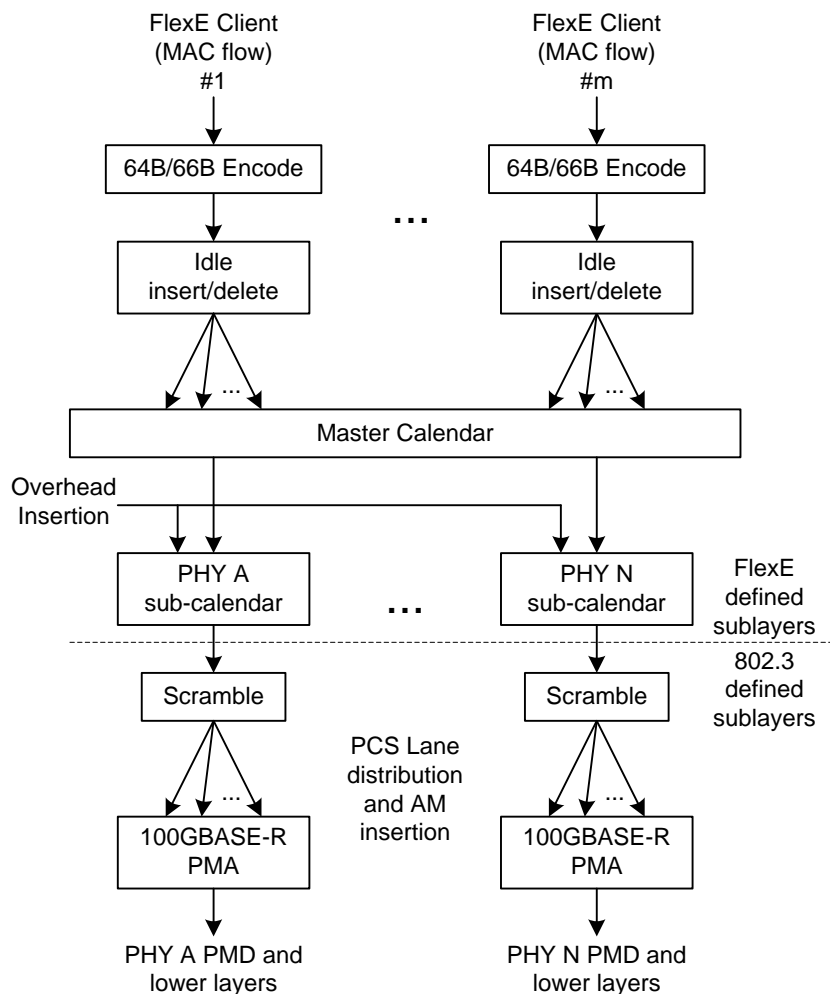 FlexE Client
(MAC flow)
#1
FlexE Client
(MAC flow)
#m
64B/66B Encode
64B/66B Encode
...
Idle
insert/delete
Idle
insert/delete
...
...
Master Calendar
Overhead
Insertion
PHY A
sub-calendar
...
PHY N
sub-calendar
FlexE
defined
sublayers
802.3
defined
sublayers
Scramble
Scramble
PCS Lane
distribution
and AM
insertion
...
...
100GBASE-R
PMA
100GBASE-R
PMA
PHY A PMD and
lower layers
PHY N PMD and
lower layers